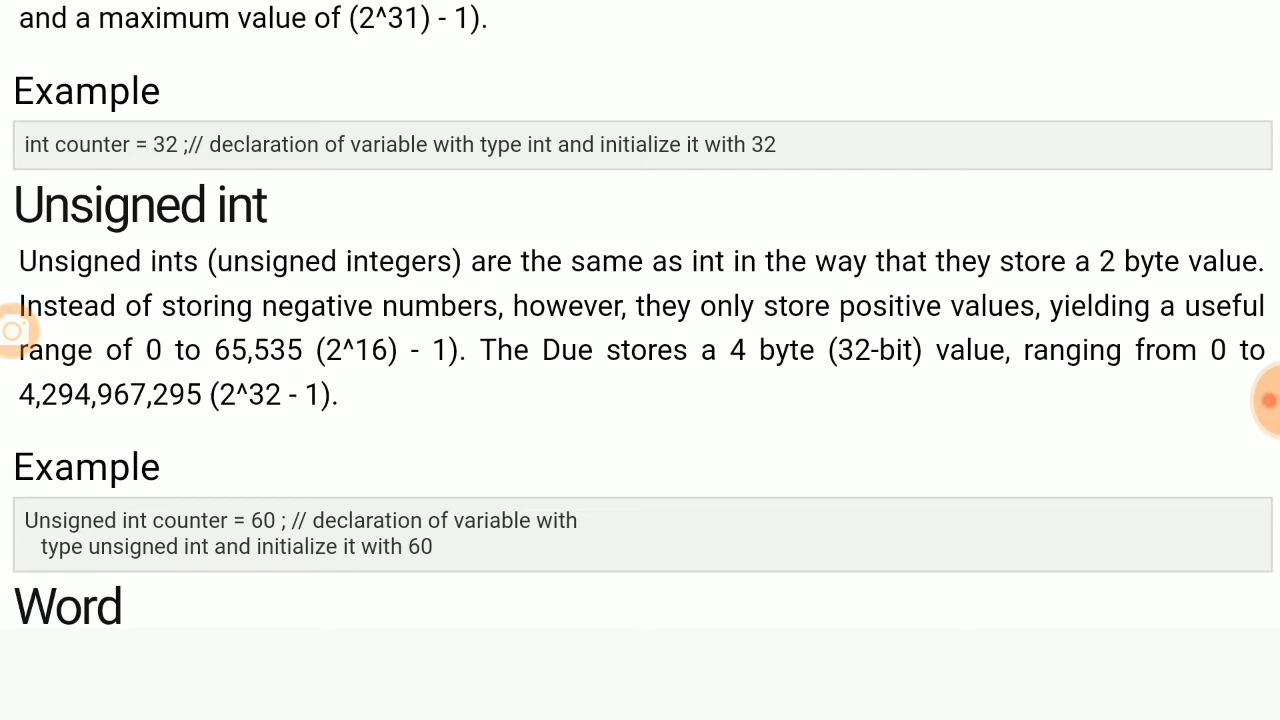 and a maximum value of (2^31) - 1).
Example
int counter = 32 ;// declaration of variable with type int and initialize it with 32
Unsigned int
Unsigned ints (unsigned integers) are the same as int in the way that they store a 2 byte value.
Instead of storing negative numbers, however, they only store positive values, yielding a useful
range of 0 to 65,535 (2^16) - 1). The Due stores a 4 byte (32-bit) value, ranging from 0 to
4,294,967,295 (2^32 - 1).
Example
Unsigned int counter = 60 ; // declaration of variable with
type unsigned int and initialize it with 60
Word